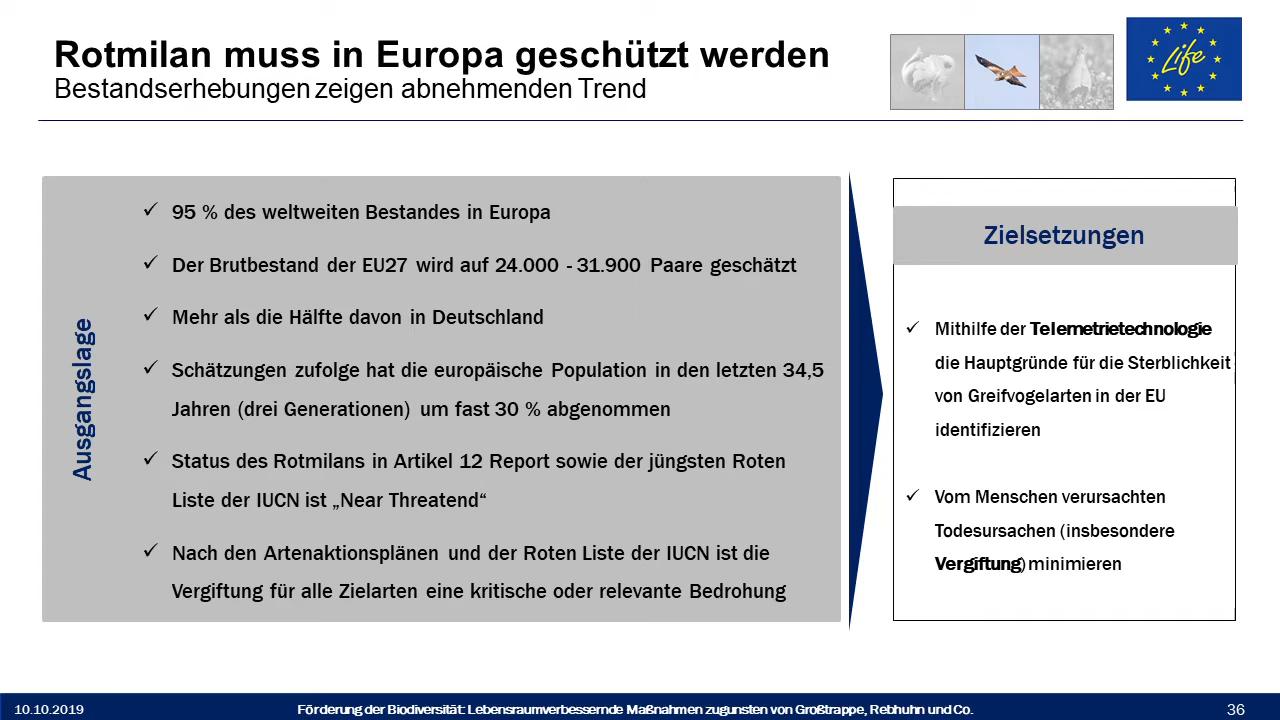 Rotmilan muss in Europa geschützt werden
Bestandserhebungen zeigen abnehmenden Trend
Life
Ausgangslage
95 % des weltweiten Bestandes in Europa
Der Brutbestand der EU27 wird auf 24.000 - 31.900 Paare geschätzt
Mehr als die Hälfte davon in Deutschland
Schätzungen zufolge hat die europäische Population in den letzten 34,5
Jahren (drei Generationen) um fast 30 % abgenommen
Status des Rotmilans in Artikel 12 Report sowie der jüngsten Roten
Liste der IUCN ist „Near Threatend“
Nach den Artenaktionsplänen und der Roten Liste der IUCN ist die
Vergiftung für alle Zielarten eine kritische oder relevante Bedrohung
Zielsetzungen
Mithilfe der Telemetrietechnologie
die Hauptgründe für die Sterblichkeit
von Greifvogelarten in der EU
identifizieren
Vom Menschen verursachten
Todesursachen (insbesondere
Vergiftung) minimieren
10.10.2019
Förderung der Biodiversität: Lebensraumverbessernde Maßnahmen zugunsten von Großtrappe, Rebhuhn und Co.
36